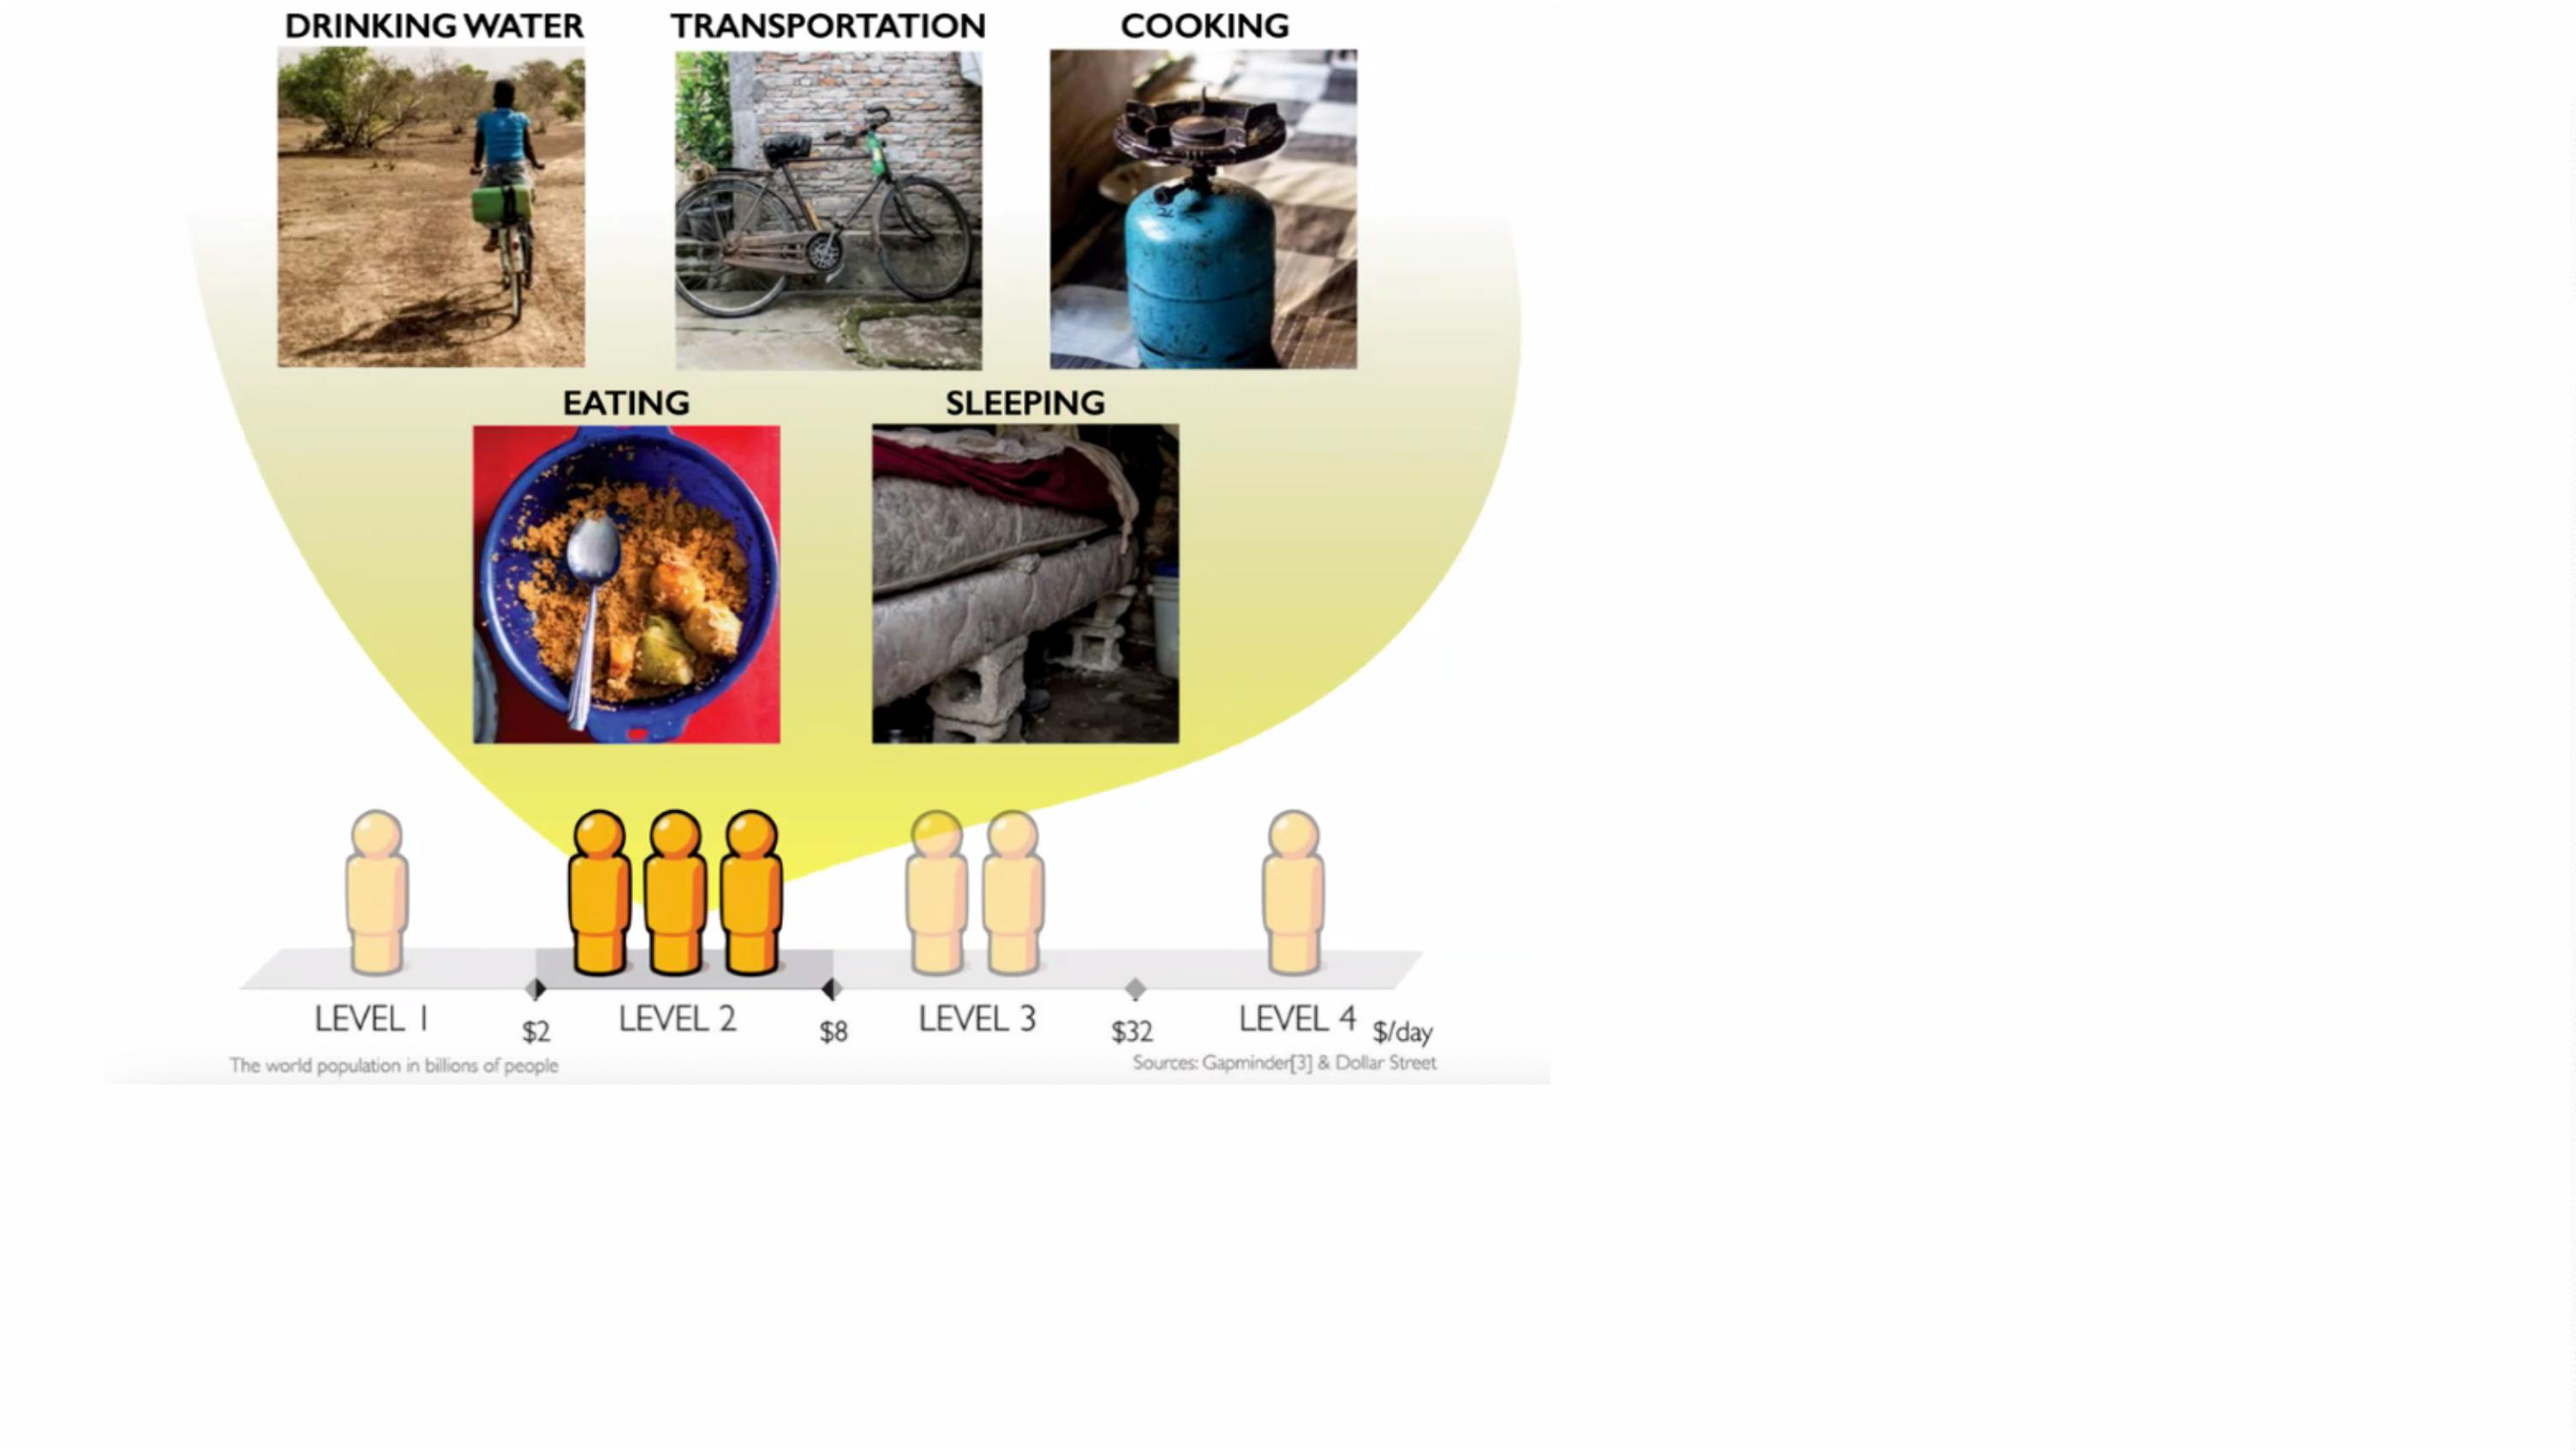 DRINKING WATER
TRANSPORTATION
COOKING
EATING
SLEEPING
LEVEL 1
$2
LEVEL 2
$8
LEVEL 3
$32
LEVEL 4
$/day
The world population in billions of people
Sources: Gapminder[3] & Dollar Street